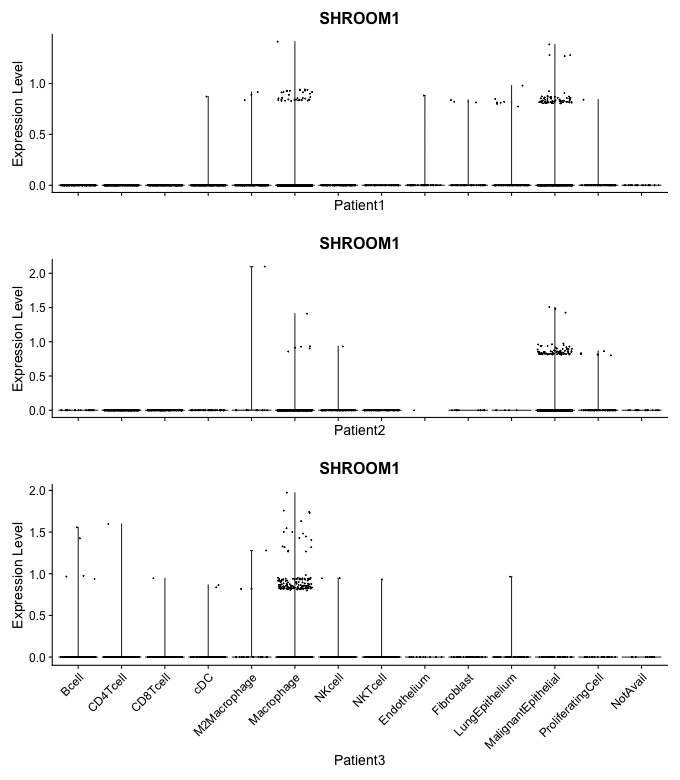 SHROOM1
Expression Level
1.0
0.5
0.0
Patient1
SHROOM1
Expression Level
2.0
1.5
1.0
0.5
0.0
Patient2
SHROOM1
Expression Level
2.0
1.5
1.0
0.5
0.0
Bcell
CD4Tcell
CD8Tcell
cDC
M2Macrophage
Macrophage
NKcell
NKTcell
Endothelium
Fibroblast
LungEpithelium
MalignantEpithelial
ProliferatingCell
NotAvail
Patient3